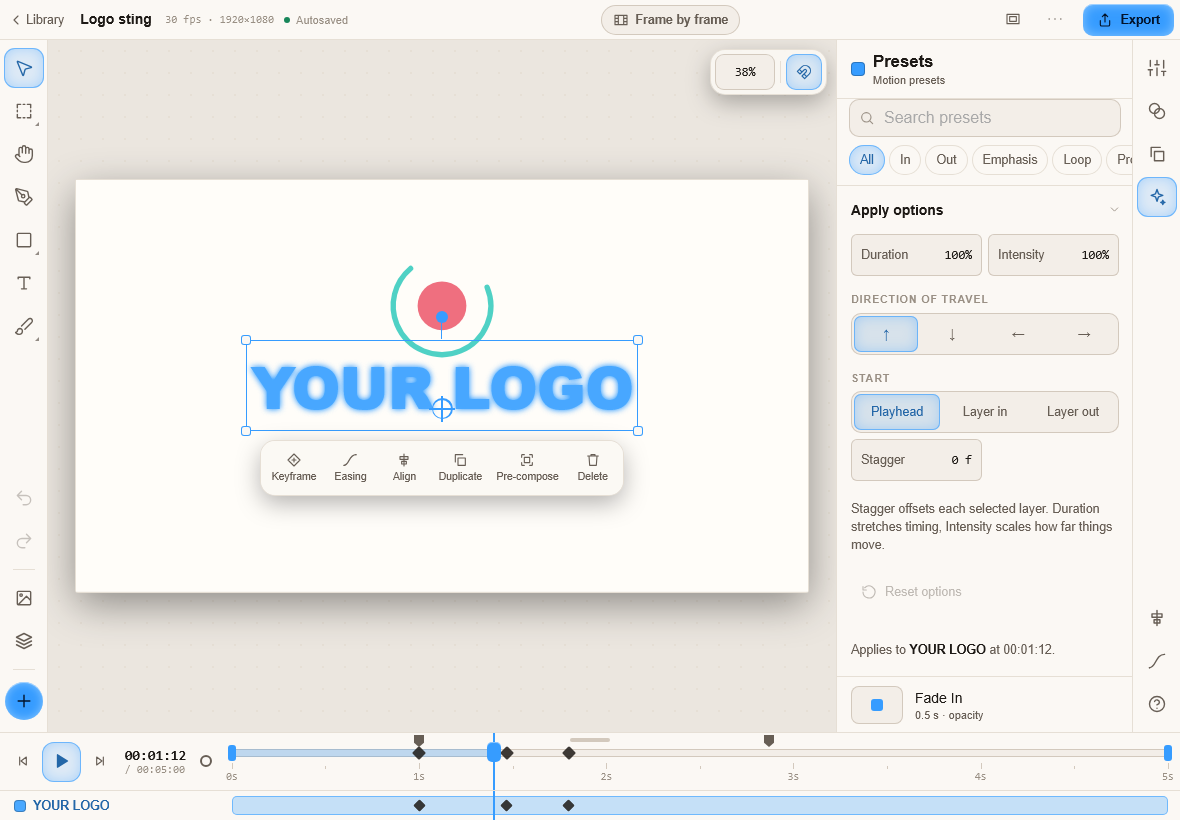 Library
Logo sting
30 fps · 1920×1080
Autosaved
Frame by frame
Export
38%
Presets
Motion presets
Search presets
All
In
Out
Emphasis
Loop
Apply options
Duration 100%
Intensity 100%
DIRECTION OF TRAVEL
↑ ↓ ← →
START
Playhead
Layer in
Layer out
Stagger 0 f
Stagger offsets each selected layer. Duration
stretches timing, Intensity scales how far things
move.
Reset options
Applies to YOUR LOGO at 00:01:12.
Fade In
0.5 s · opacity
YOUR LOGO
Keyframe
Easing
Align
Duplicate
Pre-compose
Delete
00:01:12
/ 00:05:00
0s
1s
2s
3s
4s
5s
YOUR LOGO